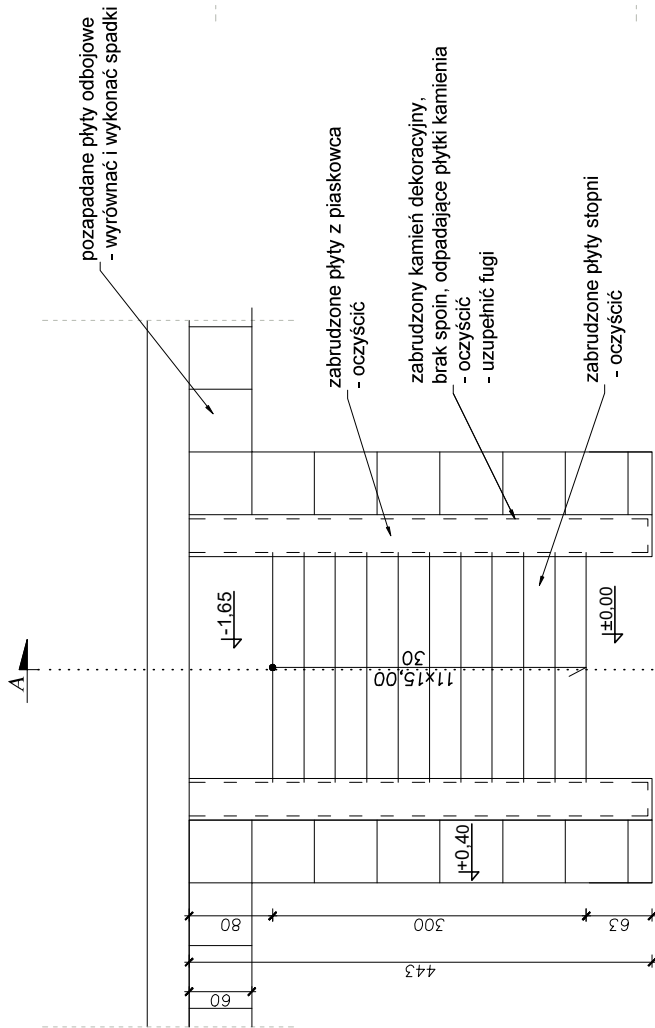 A
pozapadane płyty odbojowe
- wyrównać i wykonać spadki
zabrudzone płyty z piaskowca
- oczyścić
zabrudzony kamień dekoracyjny,
brak spoin, odpadające płytki kamienia
- oczyścić
- uzupełnić fugi
zabrudzone płyty stopni
- oczyścić
-1,65
11x15,00
30
±0,00
+0,40
80
300
63
443
60